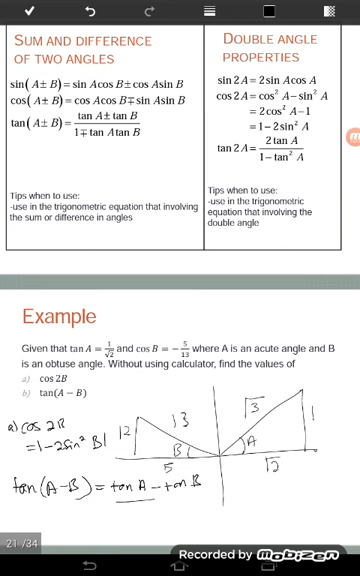 SUM AND DIFFERENCE
OF TWO ANGLES
sin(A ± B) = sin A cos B ± cos A sin B
cos(A ± B) = cos A cos B ∓ sin A sin B
tan(A ± B) = (tan A ± tan B) / (1 ∓ tan A tan B)
Tips when to use:
-use in the trigonometric equation that involving
the sum or difference in angles
DOUBLE ANGLE
PROPERTIES
sin 2A = 2 sin A cos A
cos 2A = cos² A − sin² A
= 2 cos² A − 1
= 1 − 2 sin² A
tan 2A = 2 tan A / (1 − tan² A)
Tips when to use:
-use in the trigonometric
equation that involving the
double angle
Example
Given that tan A = 1/√2 and cos B = −5/13 where A is an acute angle and B
is an obtuse angle. Without using calculator, find the values of
a) cos 2B
b) tan(A − B)
a) cos 2B
= 1 − 2 sin² B
12
13
B
5
√3
1
A
√2
tan(A − B) = tan A − tan B
21 /34
Recorded by Mobizen